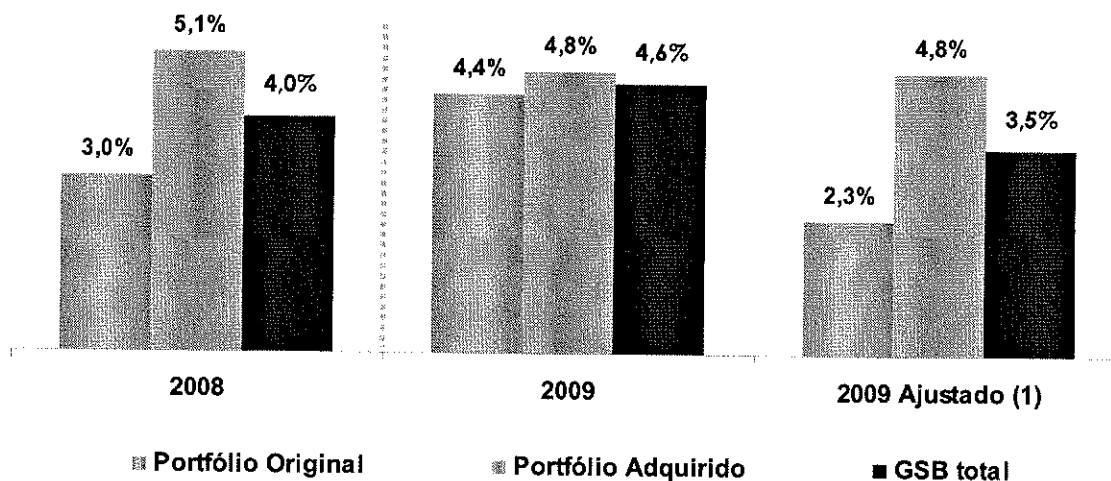 5,1%
4,0%
3,0%
4,8%
4,6%
4,4%
4,8%
3,5%
2,3%
2008
2009
2009 Ajustado (1)
Portfólio Original
Portfólio Adquirido
GSB total